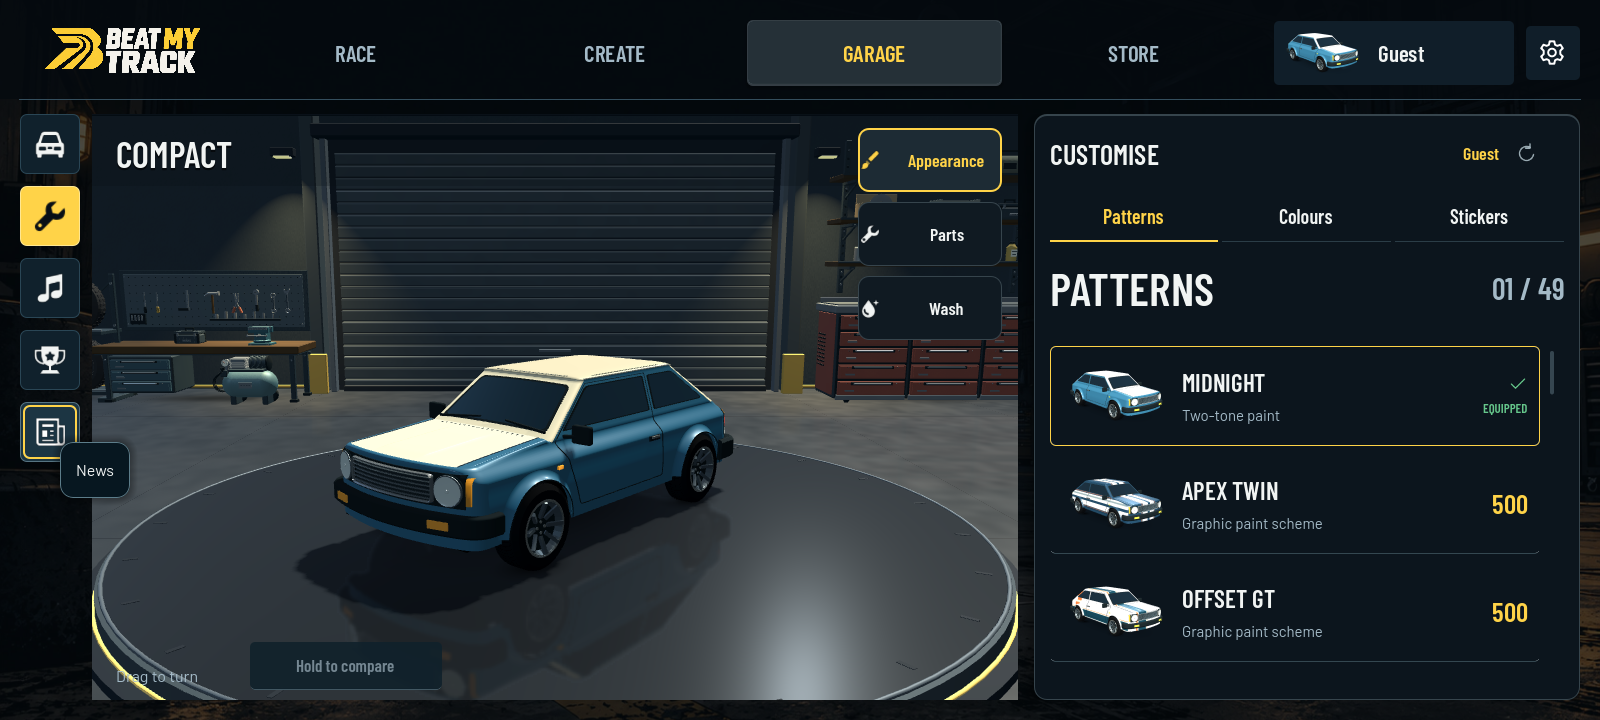 BEAT MY
TRACK
RACE
CREATE
GARAGE
STORE
Guest
COMPACT
Appearance
Parts
Wash
News
Drag to turn
Hold to compare
CUSTOMISE
Guest
Patterns
Colours
Stickers
PATTERNS
01 / 49
MIDNIGHT
Two-tone paint
EQUIPPED
APEX TWIN
Graphic paint scheme
500
OFFSET GT
Graphic paint scheme
500